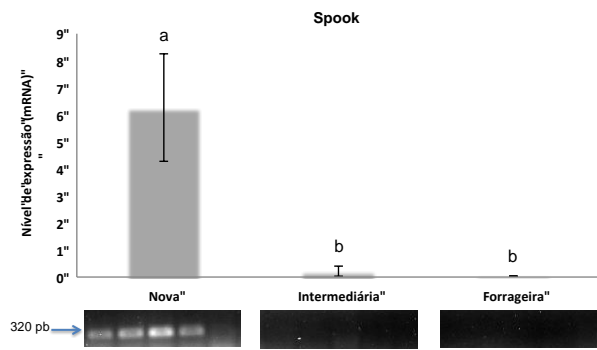 Spook
Nível"de"expressão"(mRNA)"
"
9"
8"
7"
6"
5"
4"
3"
2"
1"
0"
a
b
b
Nova"
Intermediária"
Forrageira"
320 pb